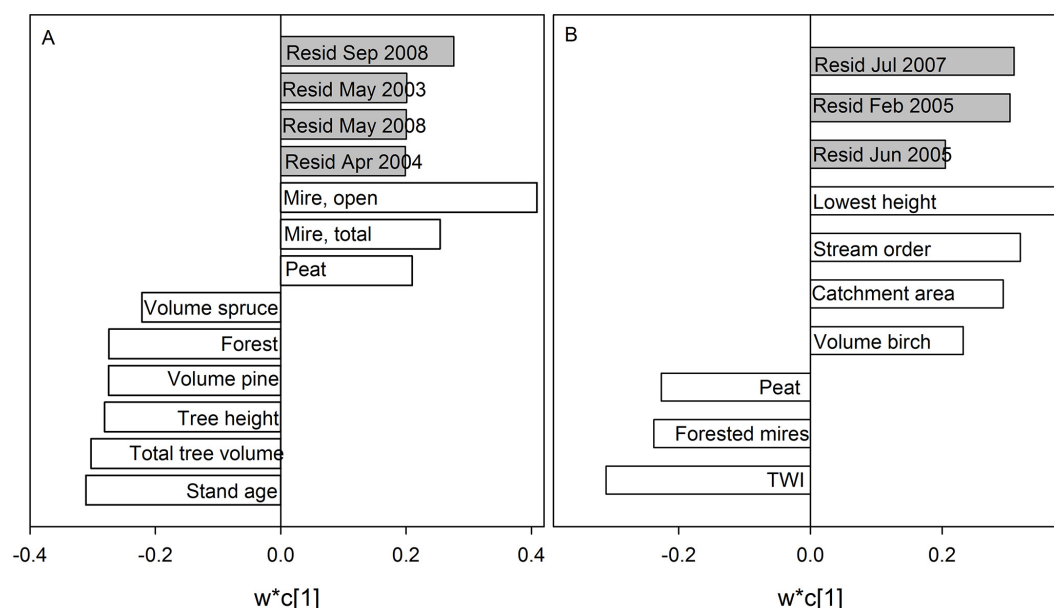 A
Resid Sep 2008
Resid May 2003
Resid May 2008
Resid Apr 2004
Mire, open
Mire, total
Peat
Volume spruce
Forest
Volume pine
Tree height
Total tree volume
Stand age
-0.4 -0.2 0.0 0.2 0.4
w*c[1]
B
Resid Jul 2007
Resid Feb 2005
Resid Jun 2005
Lowest height
Stream order
Catchment area
Volume birch
Peat
Forested mires
TWI
-0.2 0.0 0.2
w*c[1]